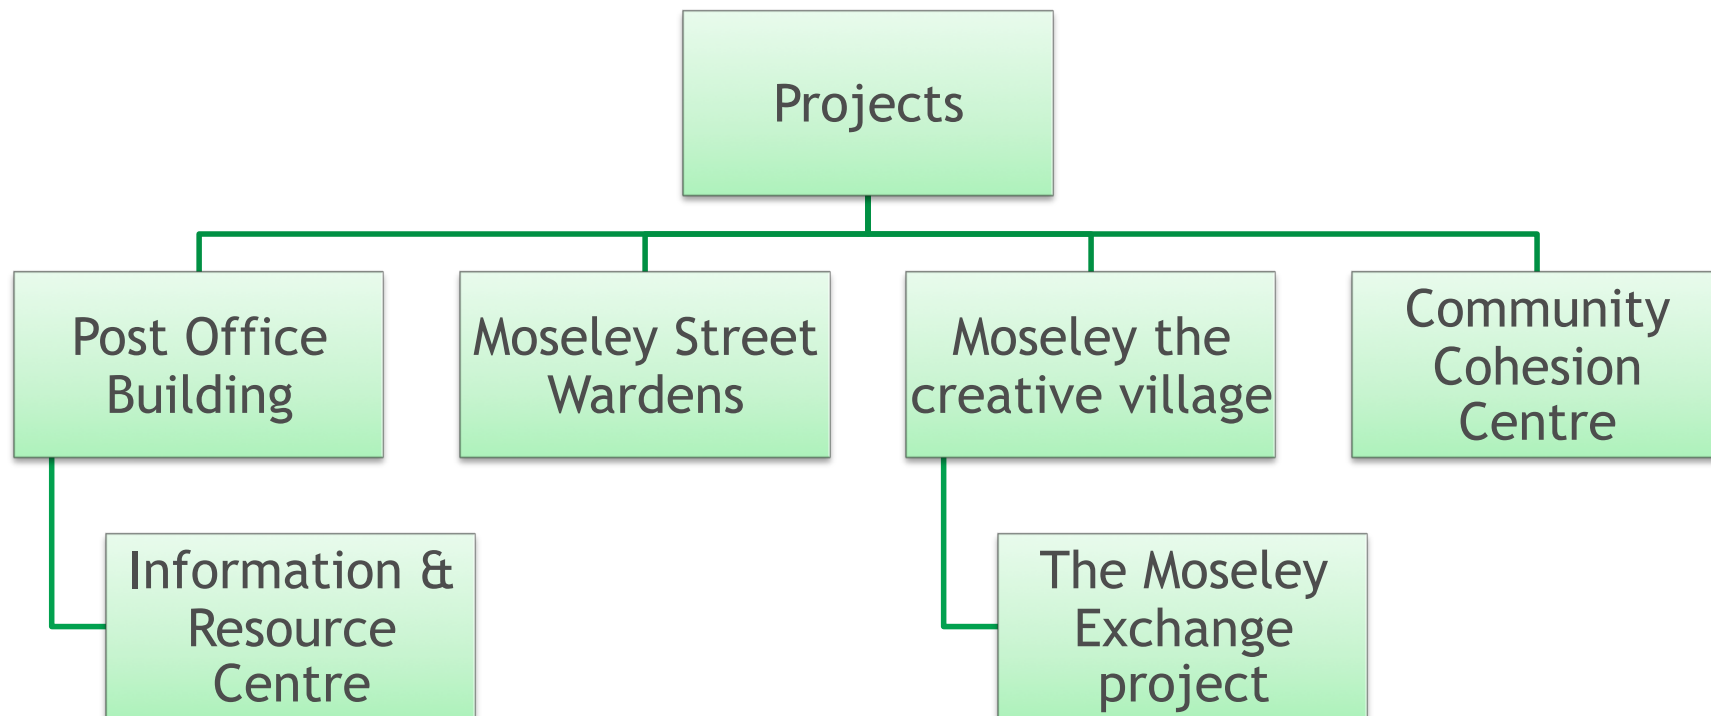 Projects
Post Office
Building
Moseley Street
Wardens
Moseley the
creative village
Community
Cohesion
Centre
Information &
Resource
Centre
The Moseley
Exchange
project